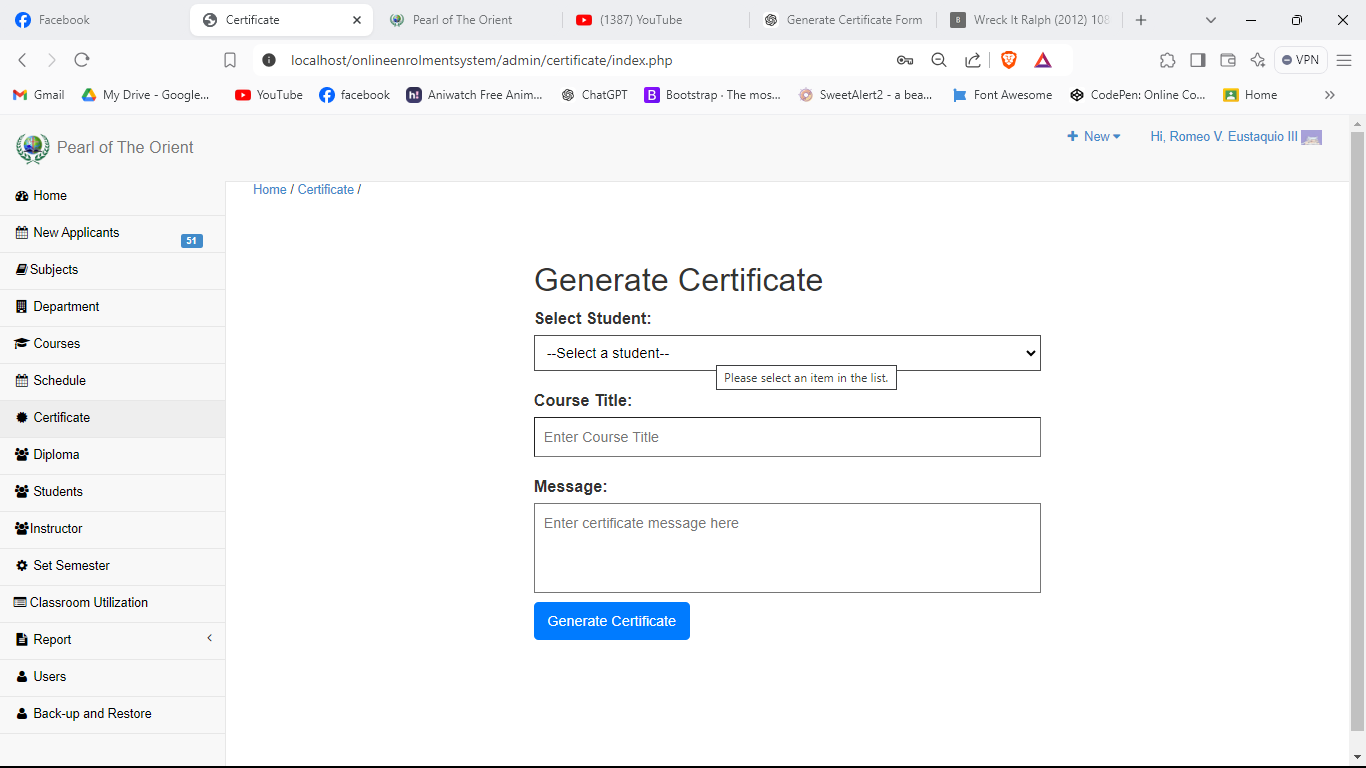 Facebook
Certificate
Pearl of The Orient
(1387) YouTube
Generate Certificate Form
Wreck It Ralph (2012) 108
localhost/onlineenrolmentsystem/admin/certificate/index.php
VPN
Gmail
My Drive - Google...
YouTube
facebook
h!
Aniwatch Free Anim...
ChatGPT
B
Bootstrap · The mos...
SweetAlert2 - a bea...
Font Awesome
CodePen: Online Co...
Home
Pearl of The Orient
New
Hi, Romeo V. Eustaquio III
Home / Certificate /
Home
New Applicants
51
Subjects
Department
Courses
Schedule
Certificate
Diploma
Students
Instructor
Set Semester
Classroom Utilization
Report
Users
Back-up and Restore
Generate Certificate
Select Student:
--Select a student--
Please select an item in the list.
Course Title:
Enter Course Title
Message:
Enter certificate message here
Generate Certificate